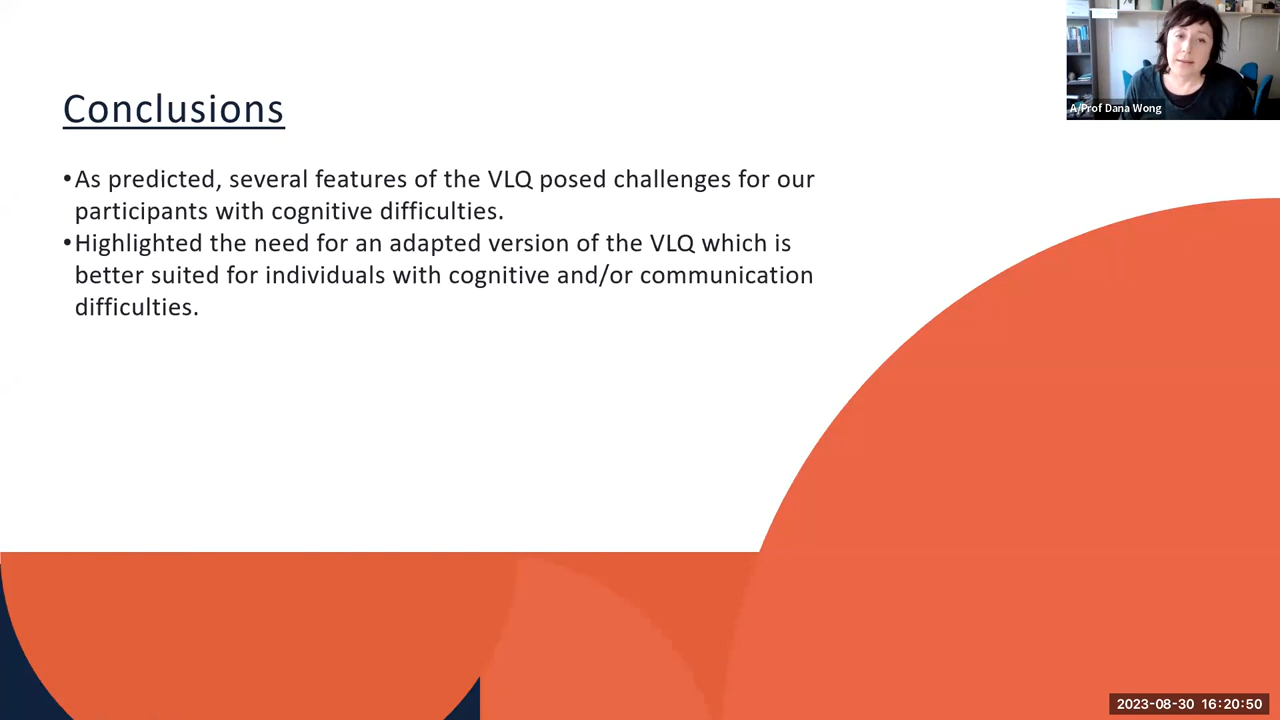 Conclusions
•As predicted, several features of the VLQ posed challenges for our
participants with cognitive difficulties.
•Highlighted the need for an adapted version of the VLQ which is
better suited for individuals with cognitive and/or communication
difficulties.
A/Prof Dana Wong
2023-08-30 16:20:50